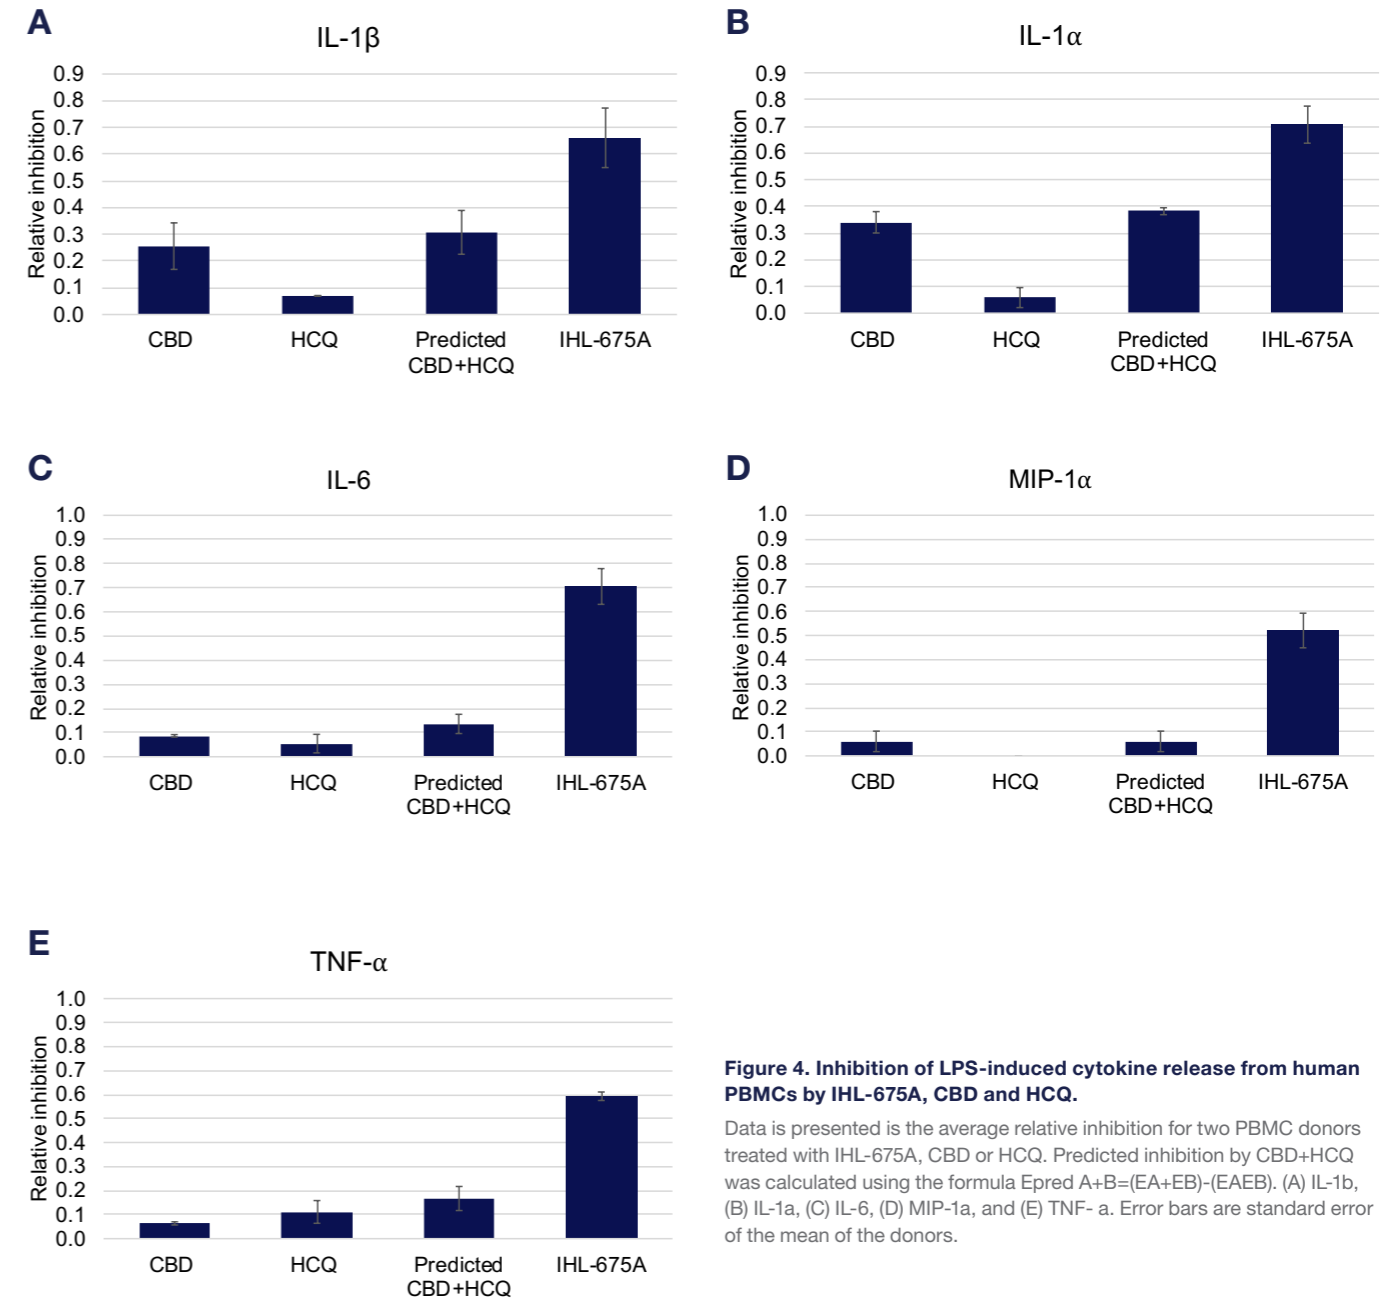 A
IL-1β
Relative inhibition
0.9
0.8
0.7
0.6
0.5
0.4
0.3
0.2
0.1
0.0
CBD
HCQ
Predicted
CBD+HCQ
IHL-675A
B
IL-1α
Relative inhibition
0.9
0.8
0.7
0.6
0.5
0.4
0.3
0.2
0.1
0.0
CBD
HCQ
Predicted
CBD+HCQ
IHL-675A
C
IL-6
Relative inhibition
1.0
0.9
0.8
0.7
0.6
0.5
0.4
0.3
0.2
0.1
0.0
CBD
HCQ
Predicted
CBD+HCQ
IHL-675A
D
MIP-1α
Relative inhibition
1.0
0.9
0.8
0.7
0.6
0.5
0.4
0.3
0.2
0.1
0.0
CBD
HCQ
Predicted
CBD+HCQ
IHL-675A
E
TNF-α
Relative inhibition
1.0
0.9
0.8
0.7
0.6
0.5
0.4
0.3
0.2
0.1
0.0
CBD
HCQ
Predicted
CBD+HCQ
IHL-675A
Figure 4. Inhibition of LPS-induced cytokine release from human
PBMCs by IHL-675A, CBD and HCQ.
Data is presented is the average relative inhibition for two PBMC donors
treated with IHL-675A, CBD or HCQ. Predicted inhibition by CBD+HCQ
was calculated using the formula Epred A+B=(EA+EB)-(EAEB). (A) IL-1b,
(B) IL-1a, (C) IL-6, (D) MIP-1a, and (E) TNF- a. Error bars are standard error
of the mean of the donors.